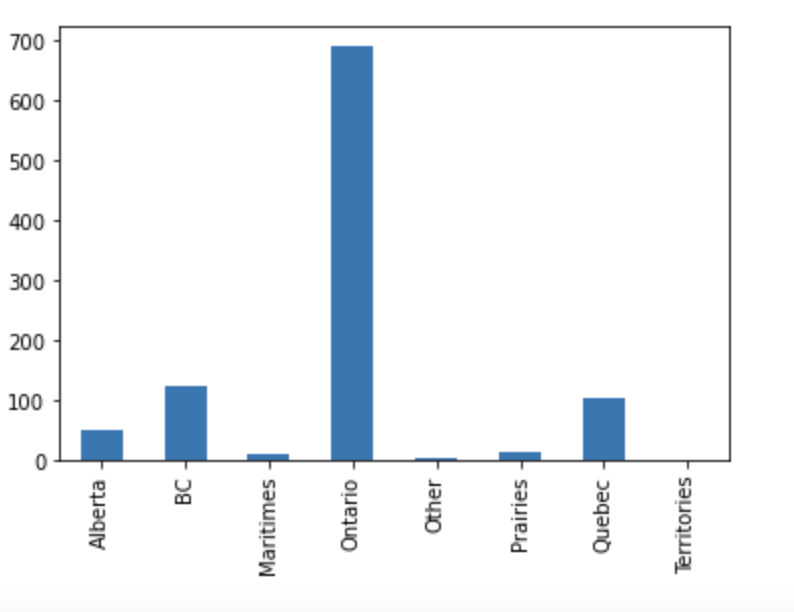 700
600
500
400
300
200
100
0
Alberta
BC
Maritimes
Ontario
Other
Prairies
Quebec
Territories